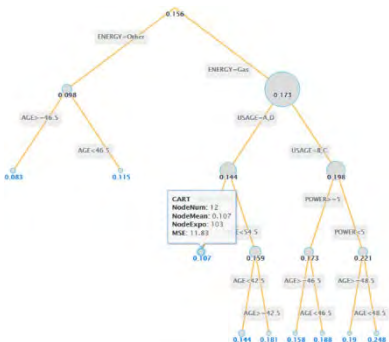 0.156
ENERGY=Other
ENERGY=Gas
0.098
0.173
AGE>=46.5
AGE<46.5
USAGE=A,D
USAGE=B,C
0.083
0.115
0.144
0.196
CART
NodeNum: 12
NodeMean: 0.107
NodeExpo: 103
MSE: 11.83
<54.5
POWER>=5
POWER<5
0.107
0.159
0.173
0.221
AGE<42.5
AGE>=42.5
AGE>=46.5
AGE<46.5
AGE>=48.5
AGE<48.5
0.144
0.181
0.158
0.188
0.19
0.248